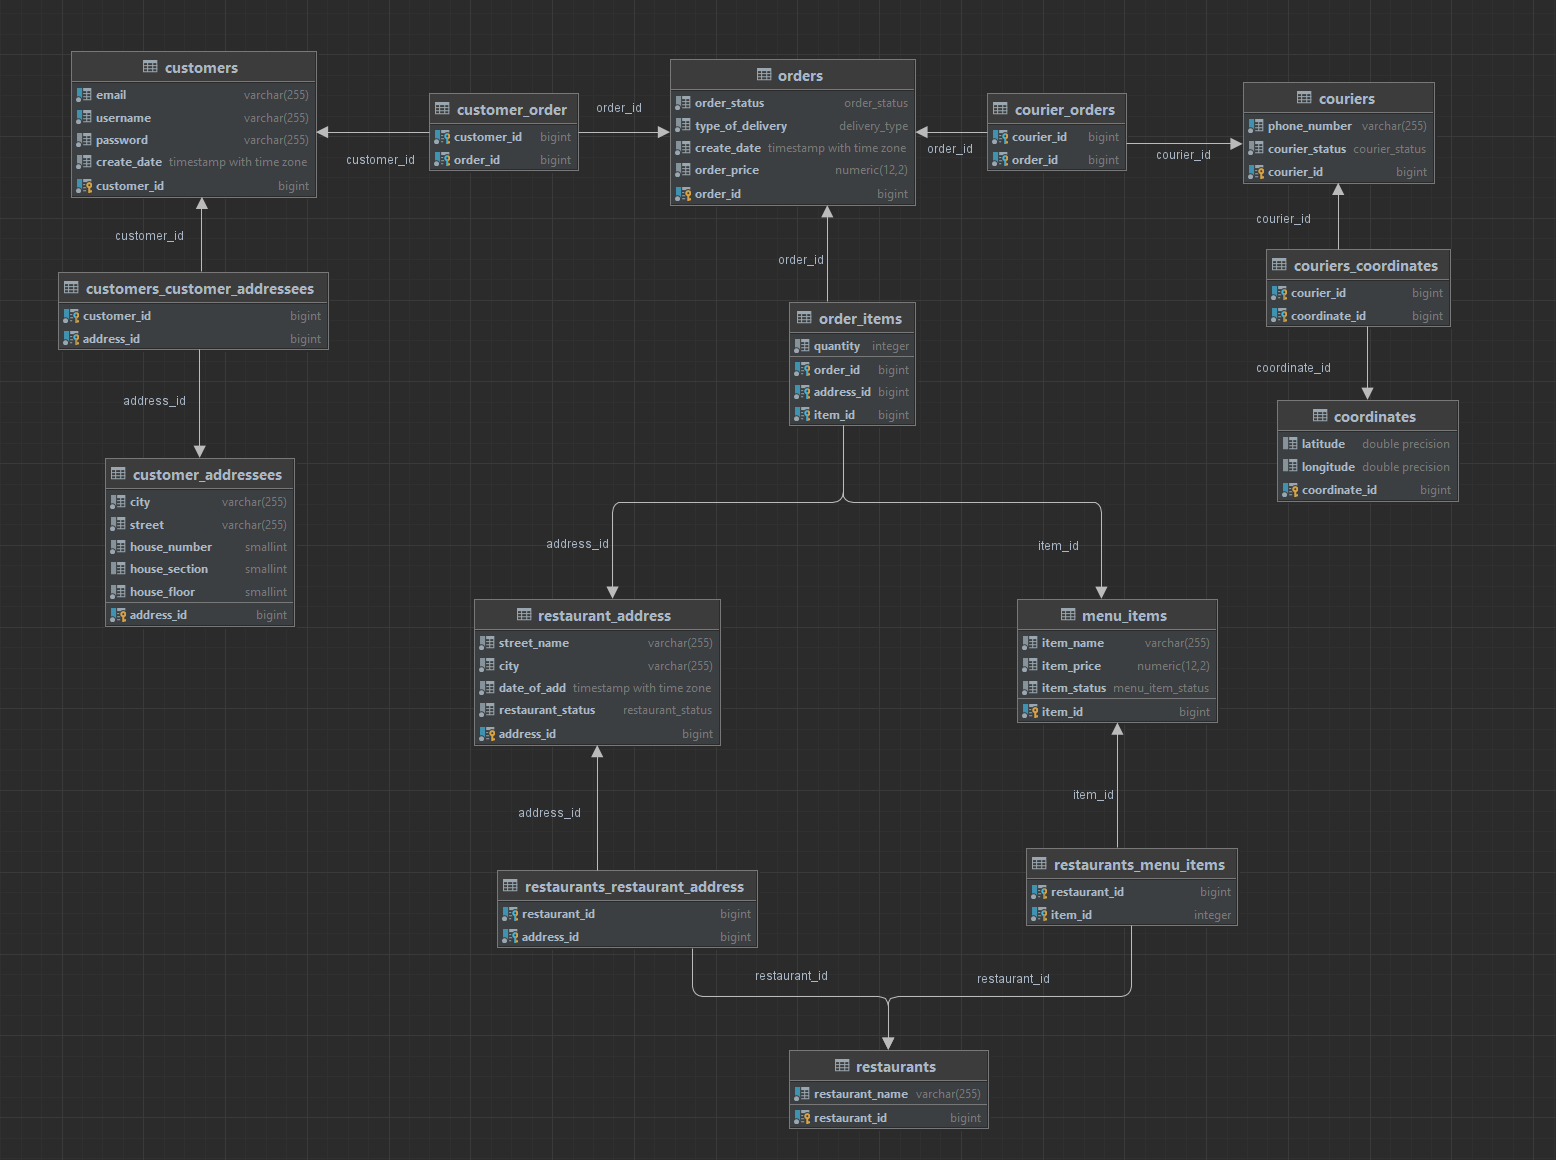 customers
email varchar(255)
username varchar(255)
password varchar(255)
create_date timestamp with time zone
customer_id bigint
customer_order
customer_id bigint
order_id bigint
order_id
customer_id
orders
order_status order_status
type_of_delivery delivery_type
create_date timestamp with time zone
order_price numeric(12,2)
order_id bigint
courier_orders
courier_id bigint
order_id bigint
order_id
courier_id
couriers
phone_number varchar(255)
courier_status courier_status
courier_id bigint
customer_id
order_id
courier_id
customers_customer_addressees
customer_id bigint
address_id bigint
order_items
quantity integer
order_id bigint
address_id bigint
item_id bigint
couriers_coordinates
courier_id bigint
coordinate_id bigint
address_id
coordinate_id
customer_addressees
city varchar(255)
street varchar(255)
house_number smallint
house_section smallint
house_floor smallint
address_id bigint
coordinates
latitude double precision
longitude double precision
coordinate_id bigint
address_id
item_id
restaurant_address
street_name varchar(255)
city varchar(255)
date_of_add timestamp with time zone
restaurant_status restaurant_status
address_id bigint
menu_items
item_name varchar(255)
item_price numeric(12,2)
item_status menu_item_status
item_id bigint
address_id
item_id
restaurants_restaurant_address
restaurant_id bigint
address_id bigint
restaurants_menu_items
restaurant_id bigint
item_id integer
restaurant_id
restaurant_id
restaurants
restaurant_name varchar(255)
restaurant_id bigint